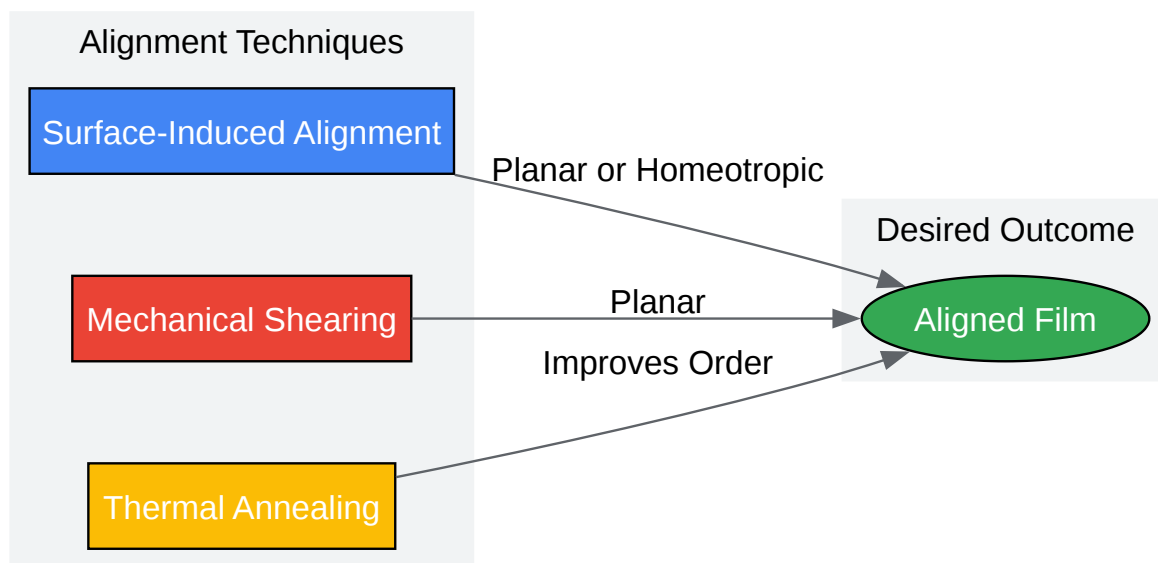 Alignment Techniques
Surface-Induced Alignment
Planar or Homeotropic
Desired Outcome
Mechanical Shearing
Planar
Aligned Film
Improves Order
Thermal Annealing